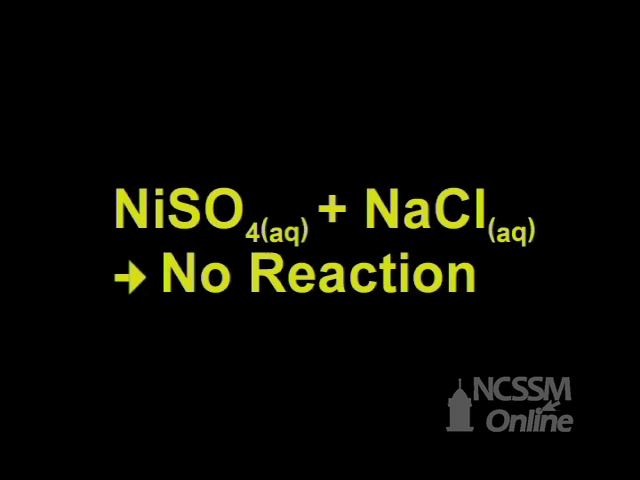 NiSO4(aq) + NaCl(aq)
→ No Reaction
NCSSM
Online